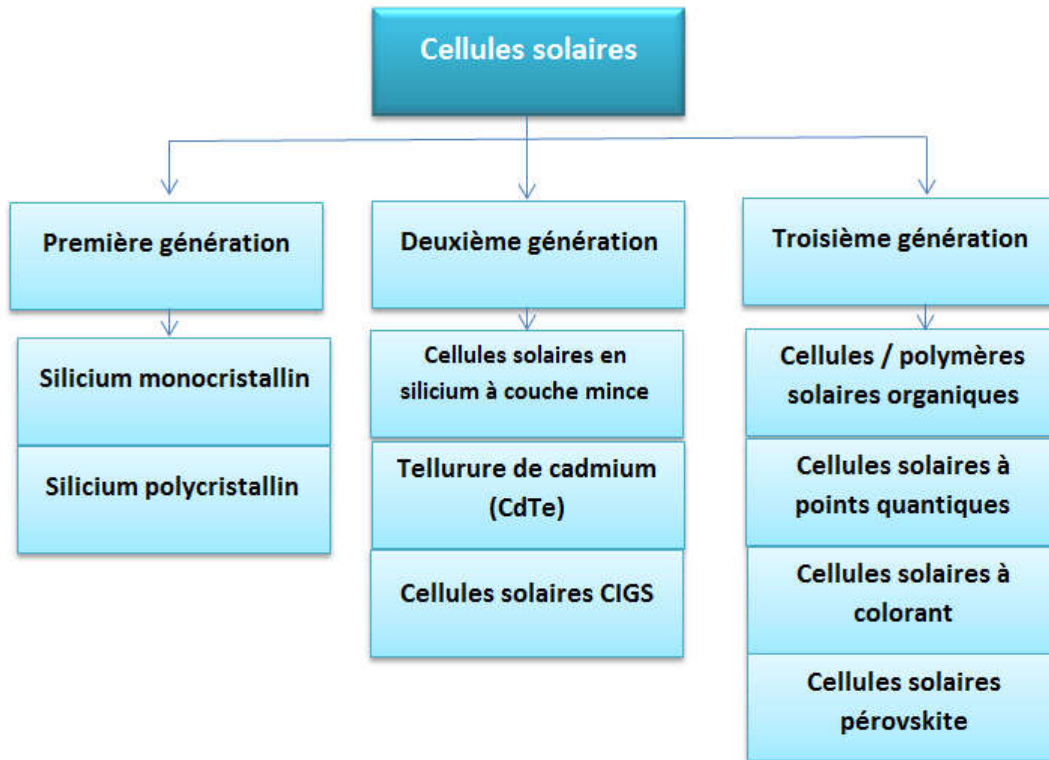 Cellules solaires
Première génération
Silicium monocristallin
Silicium polycristallin
Deuxième génération
Cellules solaires en
silicium à couche mince
Tellurure de cadmium
(CdTe)
Cellules solaires CIGS
Troisième génération
Cellules / polymères
solaires organiques
Cellules solaires à
points quantiques
Cellules solaires à
colorant
Cellules solaires
pérovskite